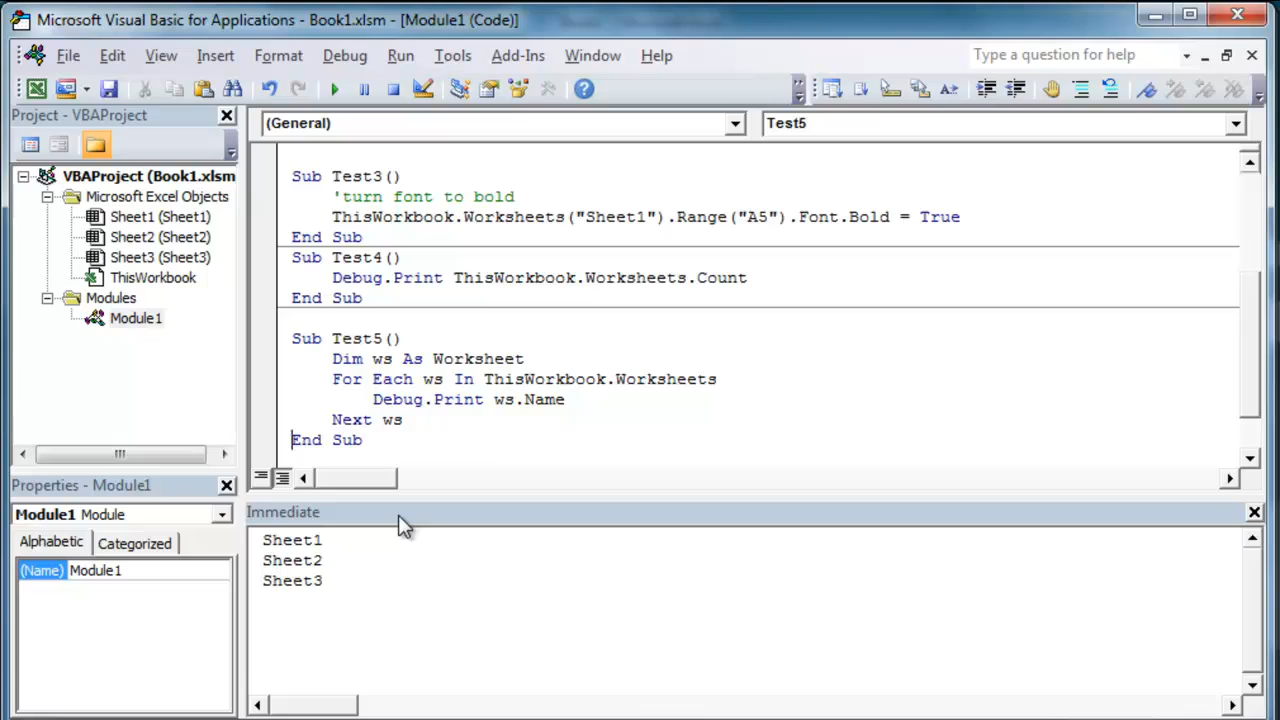 Microsoft Visual Basic for Applications - Book1.xlsm - [Module1 (Code)]
File Edit View Insert Format Debug Run Tools Add-Ins Window Help
Type a question for help
Project - VBAProject
VBAProject (Book1.xlsm
Microsoft Excel Objects
Sheet1 (Sheet1)
Sheet2 (Sheet2)
Sheet3 (Sheet3)
ThisWorkbook
Modules
Module1
Properties - Module1
Module1 Module
Alphabetic Categorized
(Name) Module1
(General)
Test5
Sub Test3()
'turn font to bold
ThisWorkbook.Worksheets("Sheet1").Range("A5").Font.Bold = True
End Sub
Sub Test4()
Debug.Print ThisWorkbook.Worksheets.Count
End Sub
Sub Test5()
Dim ws As Worksheet
For Each ws In ThisWorkbook.Worksheets
Debug.Print ws.Name
Next ws
End Sub
Immediate
Sheet1
Sheet2
Sheet3